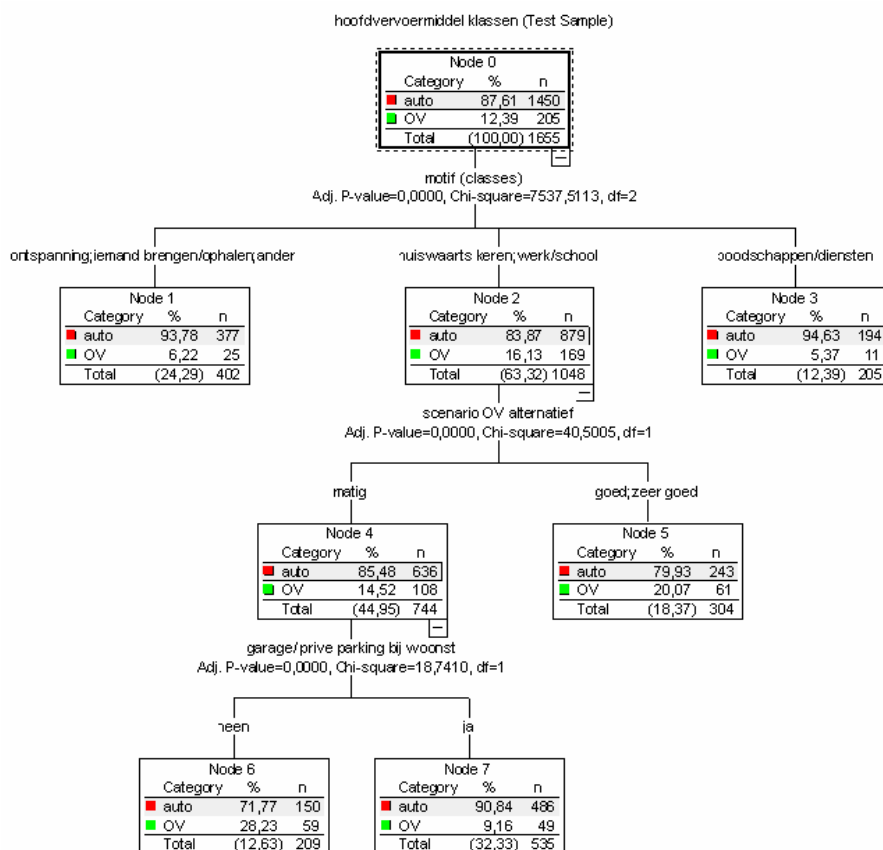 hoofdvervoermiddel klassen (Test Sample)
Node 0
Category % n
auto 87,61 1450
OV 12,39 205
Total (100,00) 1655
motif (classes)
Adj. P-value=0,0000, Chi-square=7537,5113, df=2
ontspanning;iemand brengen/ophalen;ander
huiswaarts keren;werk/school
boodschappen/diensten
Node 1
Category % n
auto 93,78 377
OV 6,22 25
Total (24,29) 402
Node 2
Category % n
auto 83,87 879
OV 16,13 169
Total (63,32) 1048
Node 3
Category % n
auto 94,63 194
OV 5,37 11
Total (12,39) 205
scenario OV alternatief
Adj. P-value=0,0000, Chi-square=40,5005, df=1
matig
goed;zeer goed
Node 4
Category % n
auto 85,48 636
OV 14,52 108
Total (44,95) 744
Node 5
Category % n
auto 79,93 243
OV 20,07 61
Total (18,37) 304
garage/prive parking bij woonst
Adj. P-value=0,0000, Chi-square=18,7410, df=1
neen
ja
Node 6
Category % n
auto 71,77 150
OV 28,23 59
Total (12,63) 209
Node 7
Category % n
auto 90,84 486
OV 9,16 49
Total (32,33) 535